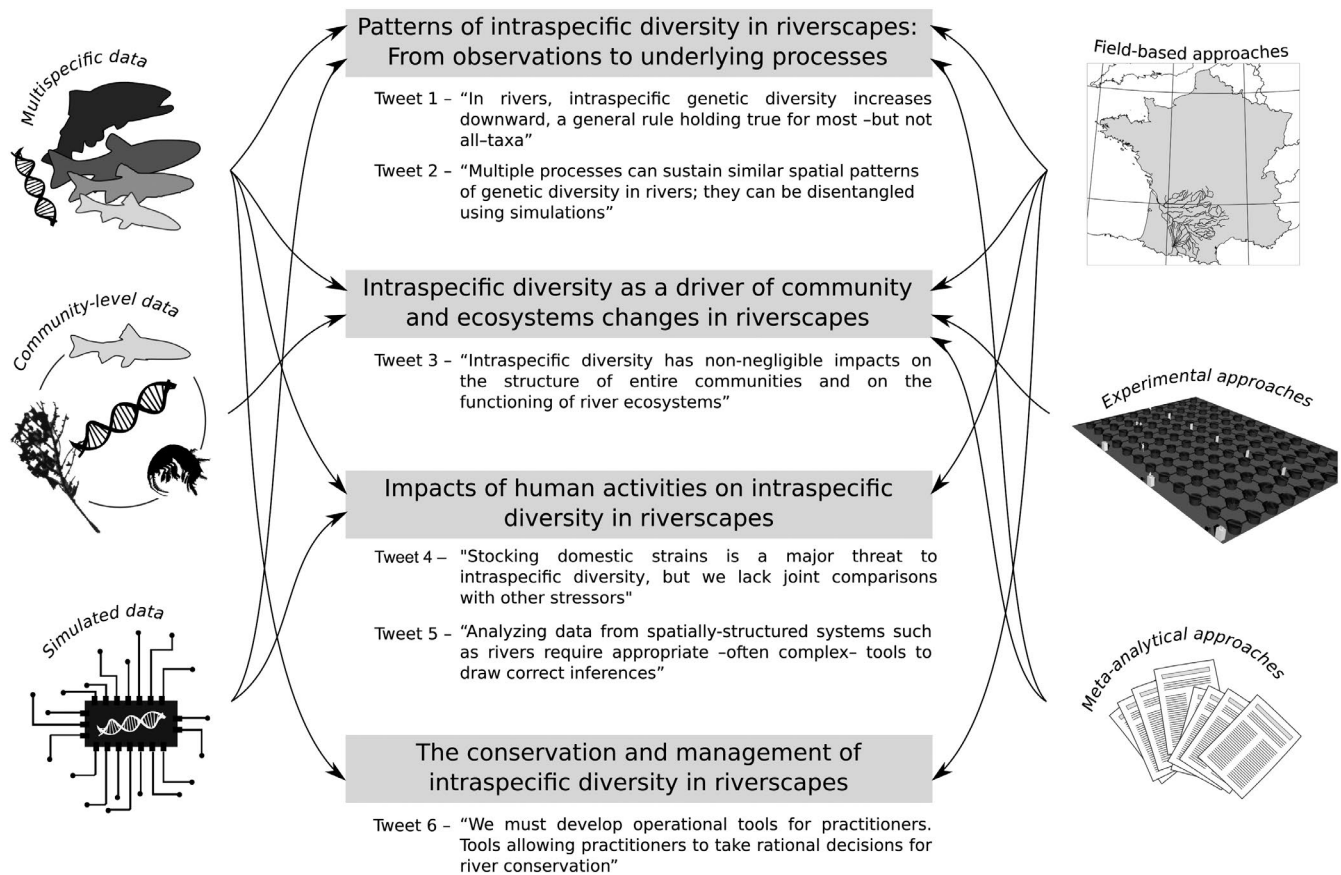 Multispecific data
Community-level data
Simulated data
Patterns of intraspecific diversity in riverscapes:
From observations to underlying processes
Tweet 1 – “In rivers, intraspecific genetic diversity increases
downward, a general rule holding true for most –but not
all–taxa”
Tweet 2 – “Multiple processes can sustain similar spatial patterns
of genetic diversity in rivers; they can be disentangled
using simulations”
Intraspecific diversity as a driver of community
and ecosystems changes in riverscapes
Tweet 3 – “Intraspecific diversity has non-negligible impacts on
the structure of entire communities and on the
functioning of river ecosystems”
Impacts of human activities on intraspecific
diversity in riverscapes
Tweet 4 – "Stocking domestic strains is a major threat to
intraspecific diversity, but we lack joint comparisons
with other stressors"
Tweet 5 – “Analyzing data from spatially-structured systems such
as rivers require appropriate –often complex– tools to
draw correct inferences”
The conservation and management of
intraspecific diversity in riverscapes
Tweet 6 – “We must develop operational tools for practitioners.
Tools allowing practitioners to take rational decisions for
river conservation”
Field-based approaches
Experimental approaches
Meta-analytical approaches